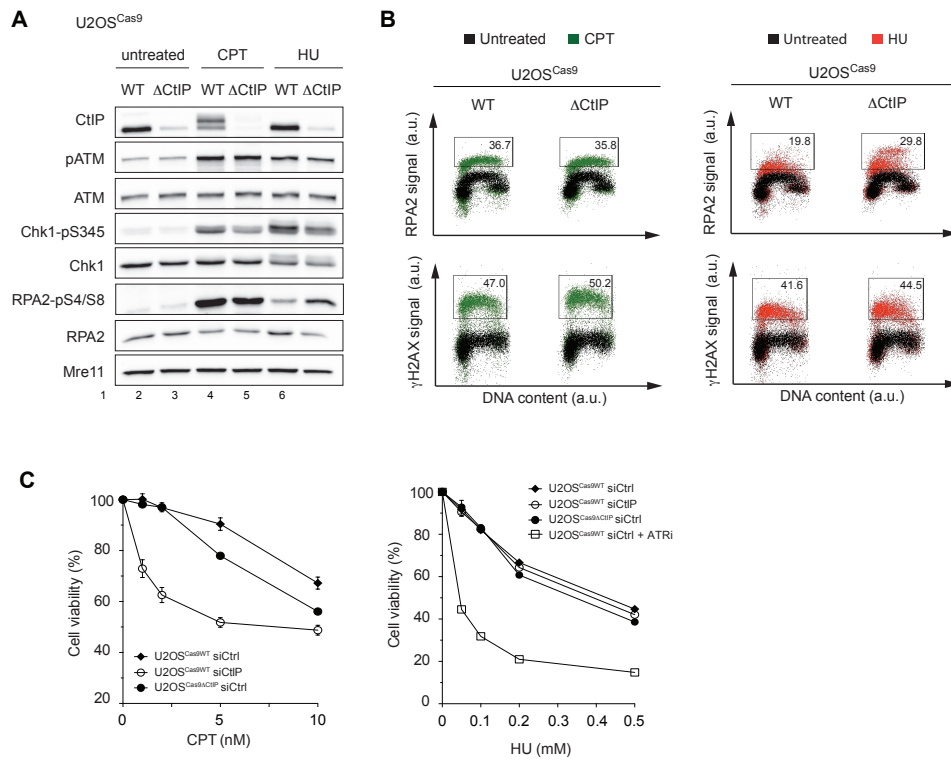 A
U2OS^Cas9
untreated CPT HU
WT ΔCtIP WT ΔCtIP WT ΔCtIP
CtIP
pATM
ATM
Chk1-pS345
Chk1
RPA2-pS4/S8
RPA2
Mre11
1 2 3 4 5 6
B
Untreated CPT
U2OS^Cas9
WT ΔCtIP
RPA2 signal (a.u.)
36.7 35.8
γH2AX signal (a.u.)
47.0 50.2
DNA content (a.u.)
Untreated HU
U2OS^Cas9
WT ΔCtIP
RPA2 signal (a.u.)
19.8 29.8
γH2AX signal (a.u.)
41.6 44.5
DNA content (a.u.)
C
Cell viability (%)
100
80
60
40
20
0 5 10
CPT (nM)
U2OS^Cas9WT siCtrl
U2OS^Cas9WT siCtIP
U2OS^Cas9ΔCtIP siCtrl
Cell viability (%)
100
80
60
40
20
0
0 0.1 0.2 0.3 0.4 0.5
HU (mM)
U2OS^Cas9WT siCtrl
U2OS^Cas9WT siCtIP
U2OS^Cas9ΔCtIP siCtrl
U2OS^Cas9WT siCtrl + ATRi